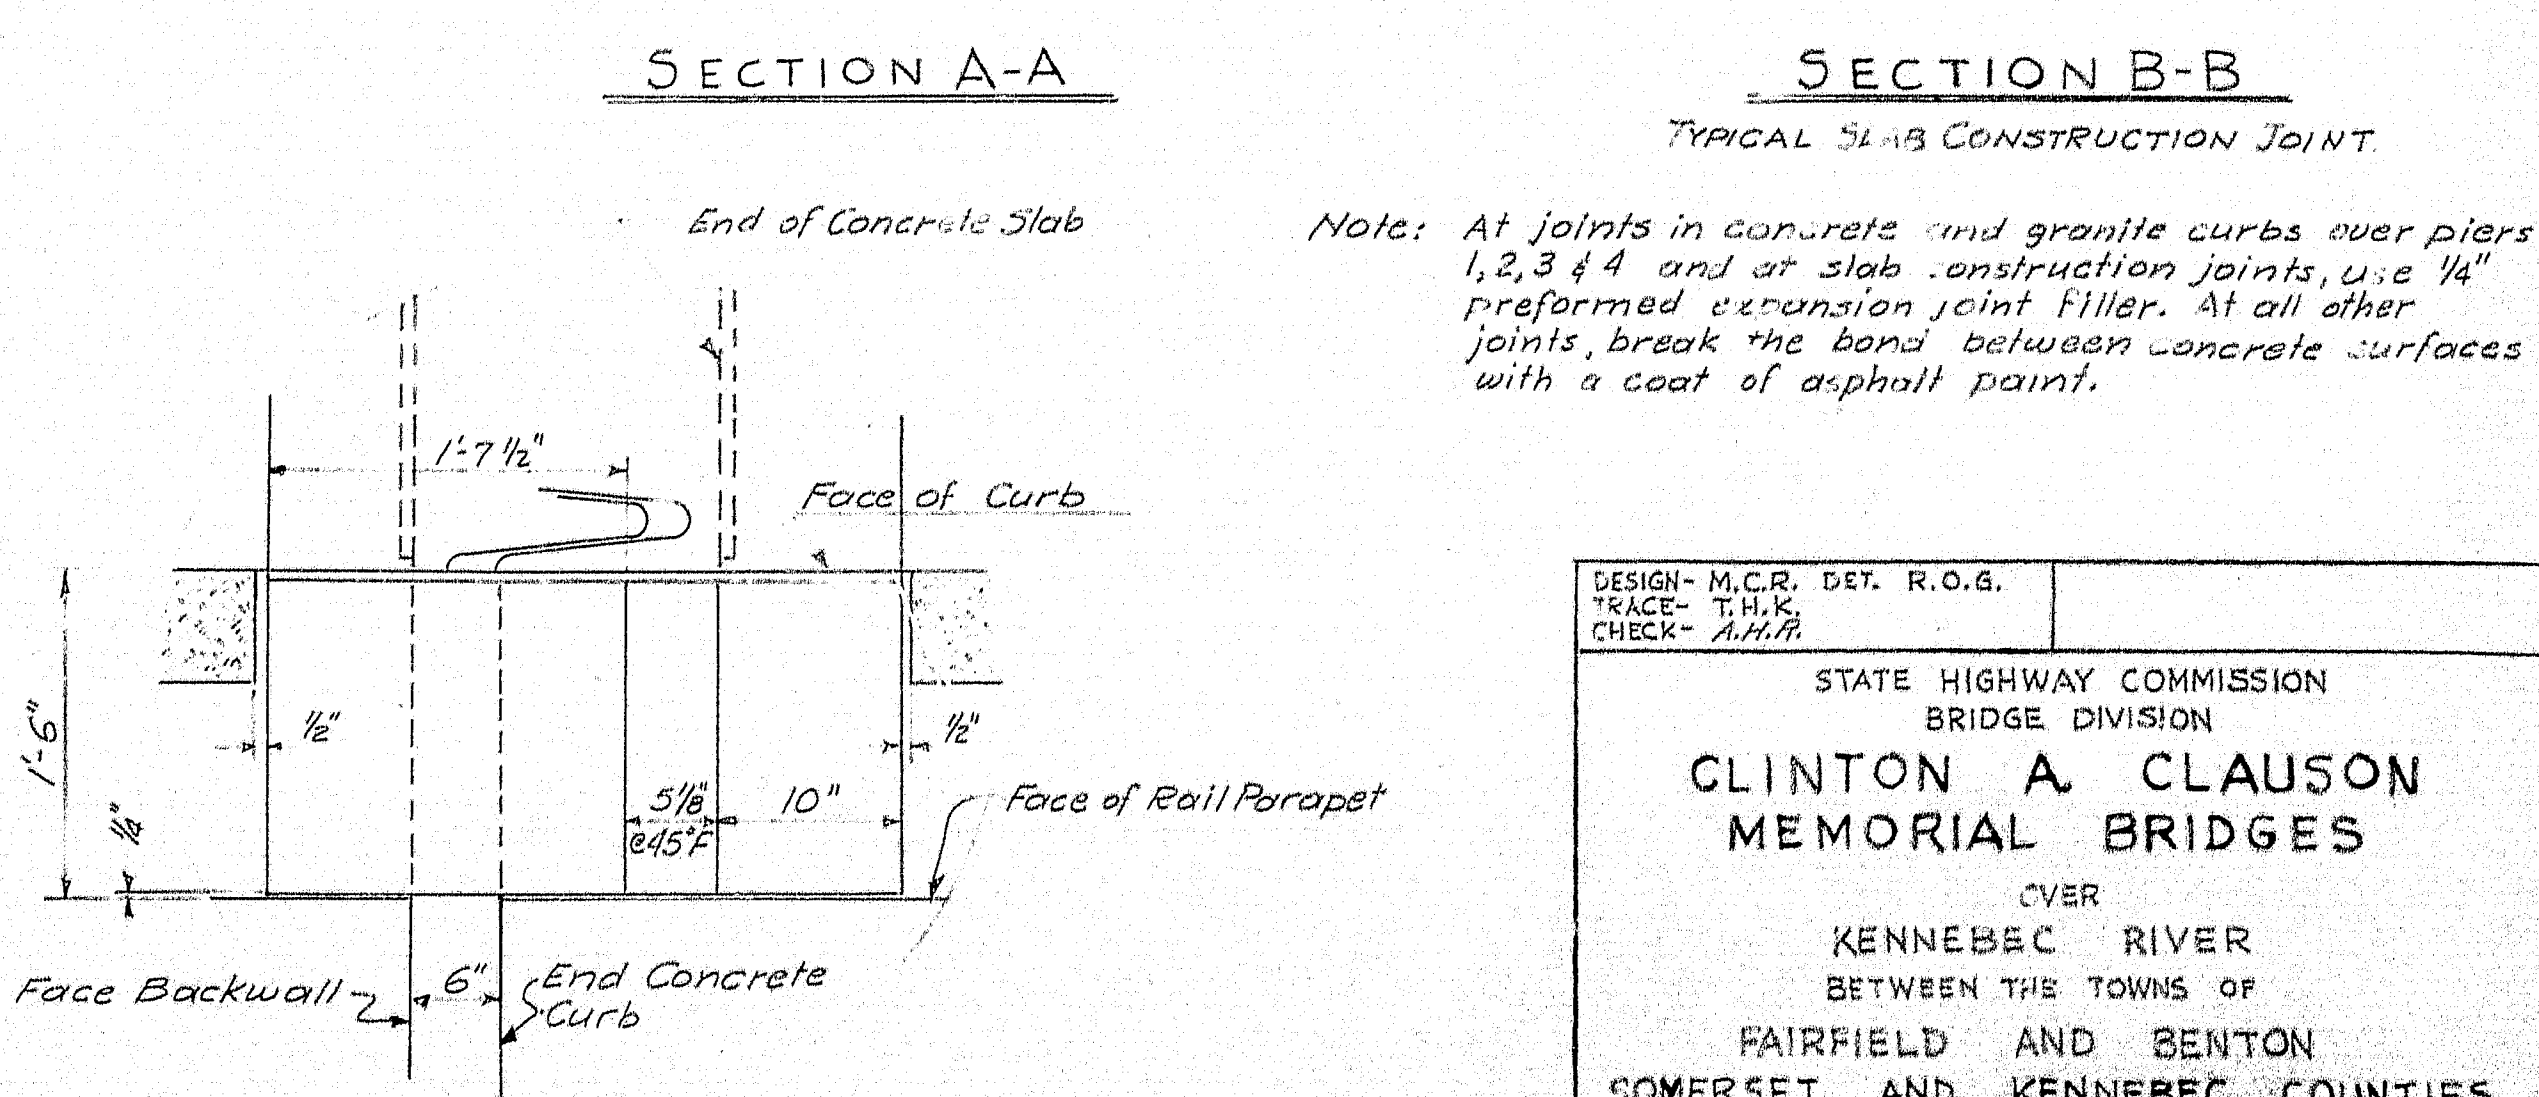 SECTION A-A
End of Concrete Slab
1'-7 1/2"
Face of Curb
1'-6"
1/2"
1/2"
1/4"
5 1/8"
@45°F
10"
Face of Rail Parapet
Face Backwall
6"
End Concrete
Curb
SECTION B-B
TYPICAL SLAB CONSTRUCTION JOINT.
Note: At joints in concrete and granite curbs over piers
1, 2, 3 & 4 and at slab construction joints, use 1/4"
preformed expansion joint filler. At all other
joints, break the bond between concrete surfaces
with a coat of asphalt paint.
DESIGN- M.C.R. DET. R.O.G.
TRACE- T.H.K.
CHECK- A.H.R.
STATE HIGHWAY COMMISSION
BRIDGE DIVISION
CLINTON A. CLAUSON
MEMORIAL BRIDGES
OVER
KENNEBEC RIVER
BETWEEN THE TOWNS OF
FAIRFIELD AND BENTON
SOMERSET AND KENNEBEC COUNTIES